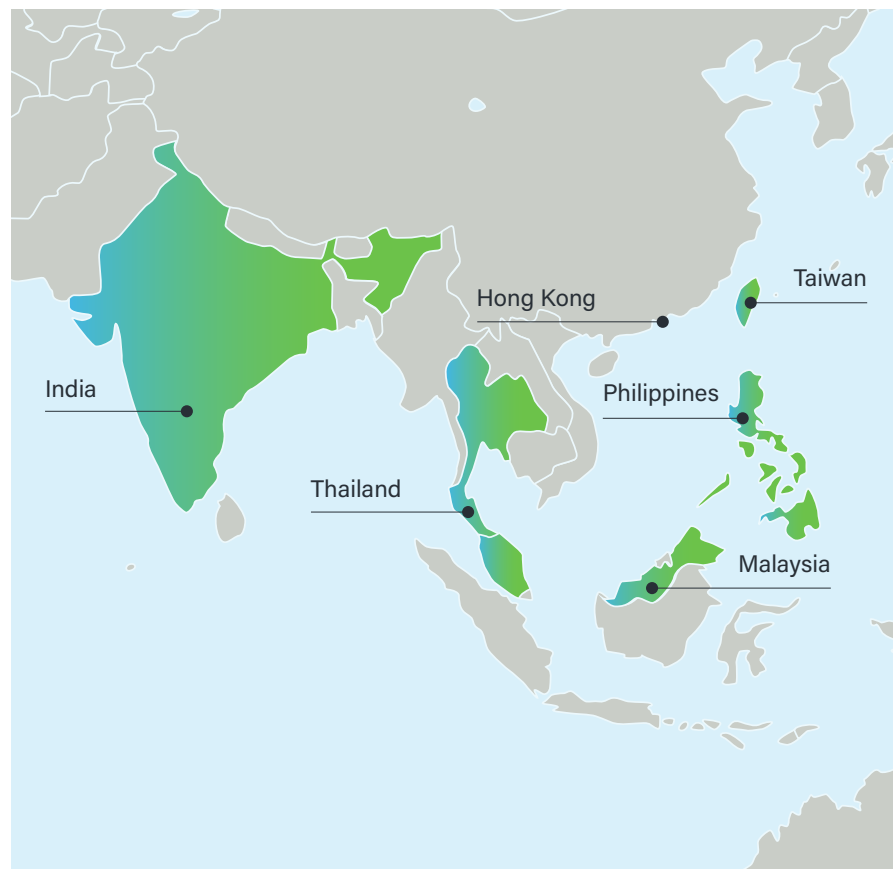 Taiwan
Hong Kong
India
Philippines
Thailand
Malaysia